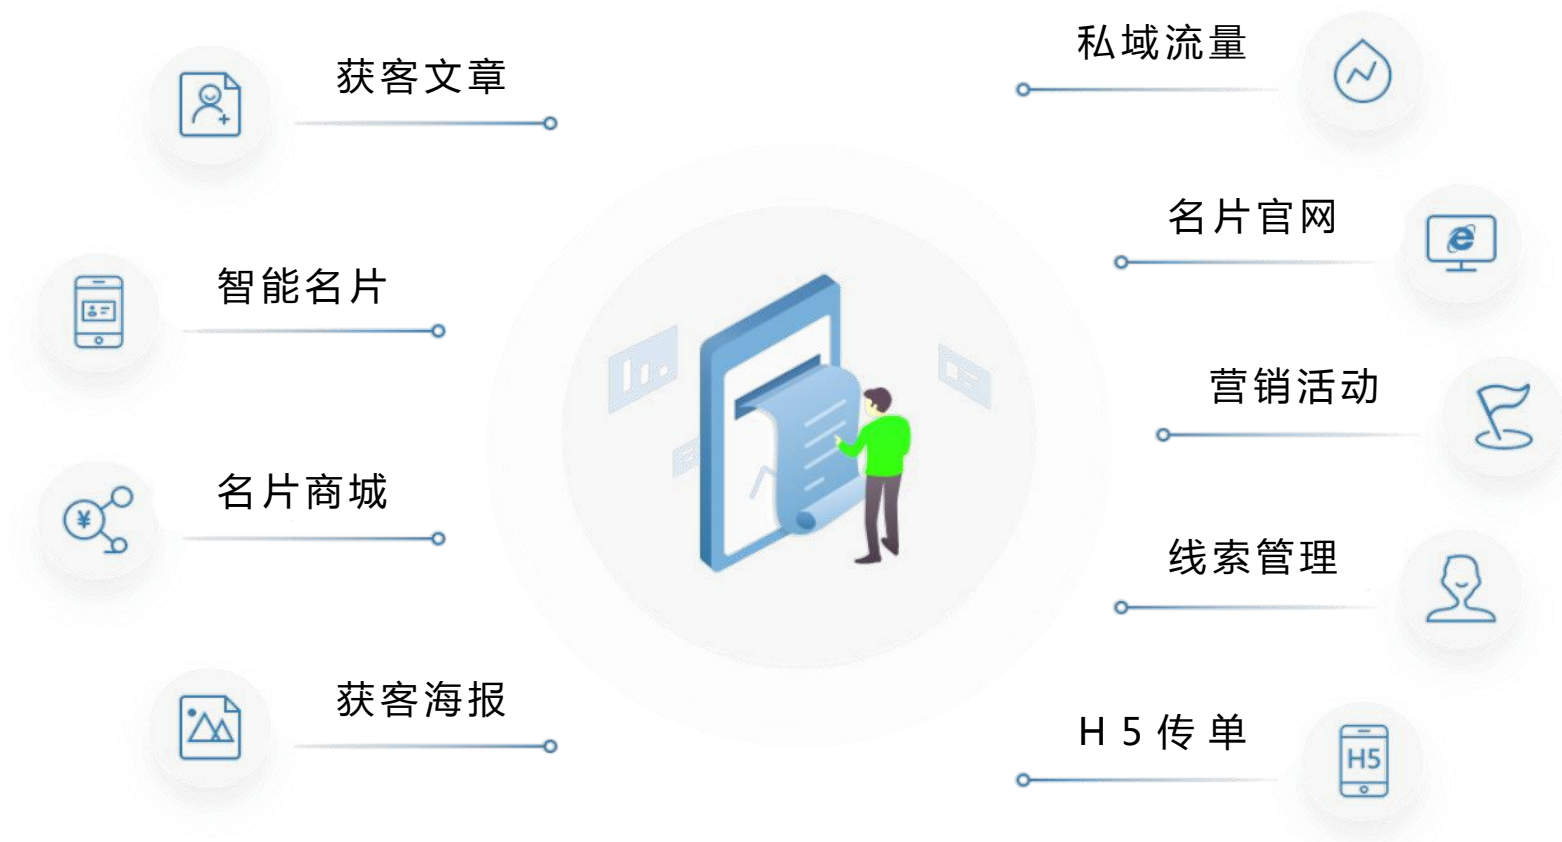 获客文章
智能名片
名片商城
获客海报
私域流量
名片官网
营销活动
线索管理
H5传单
¥
H5